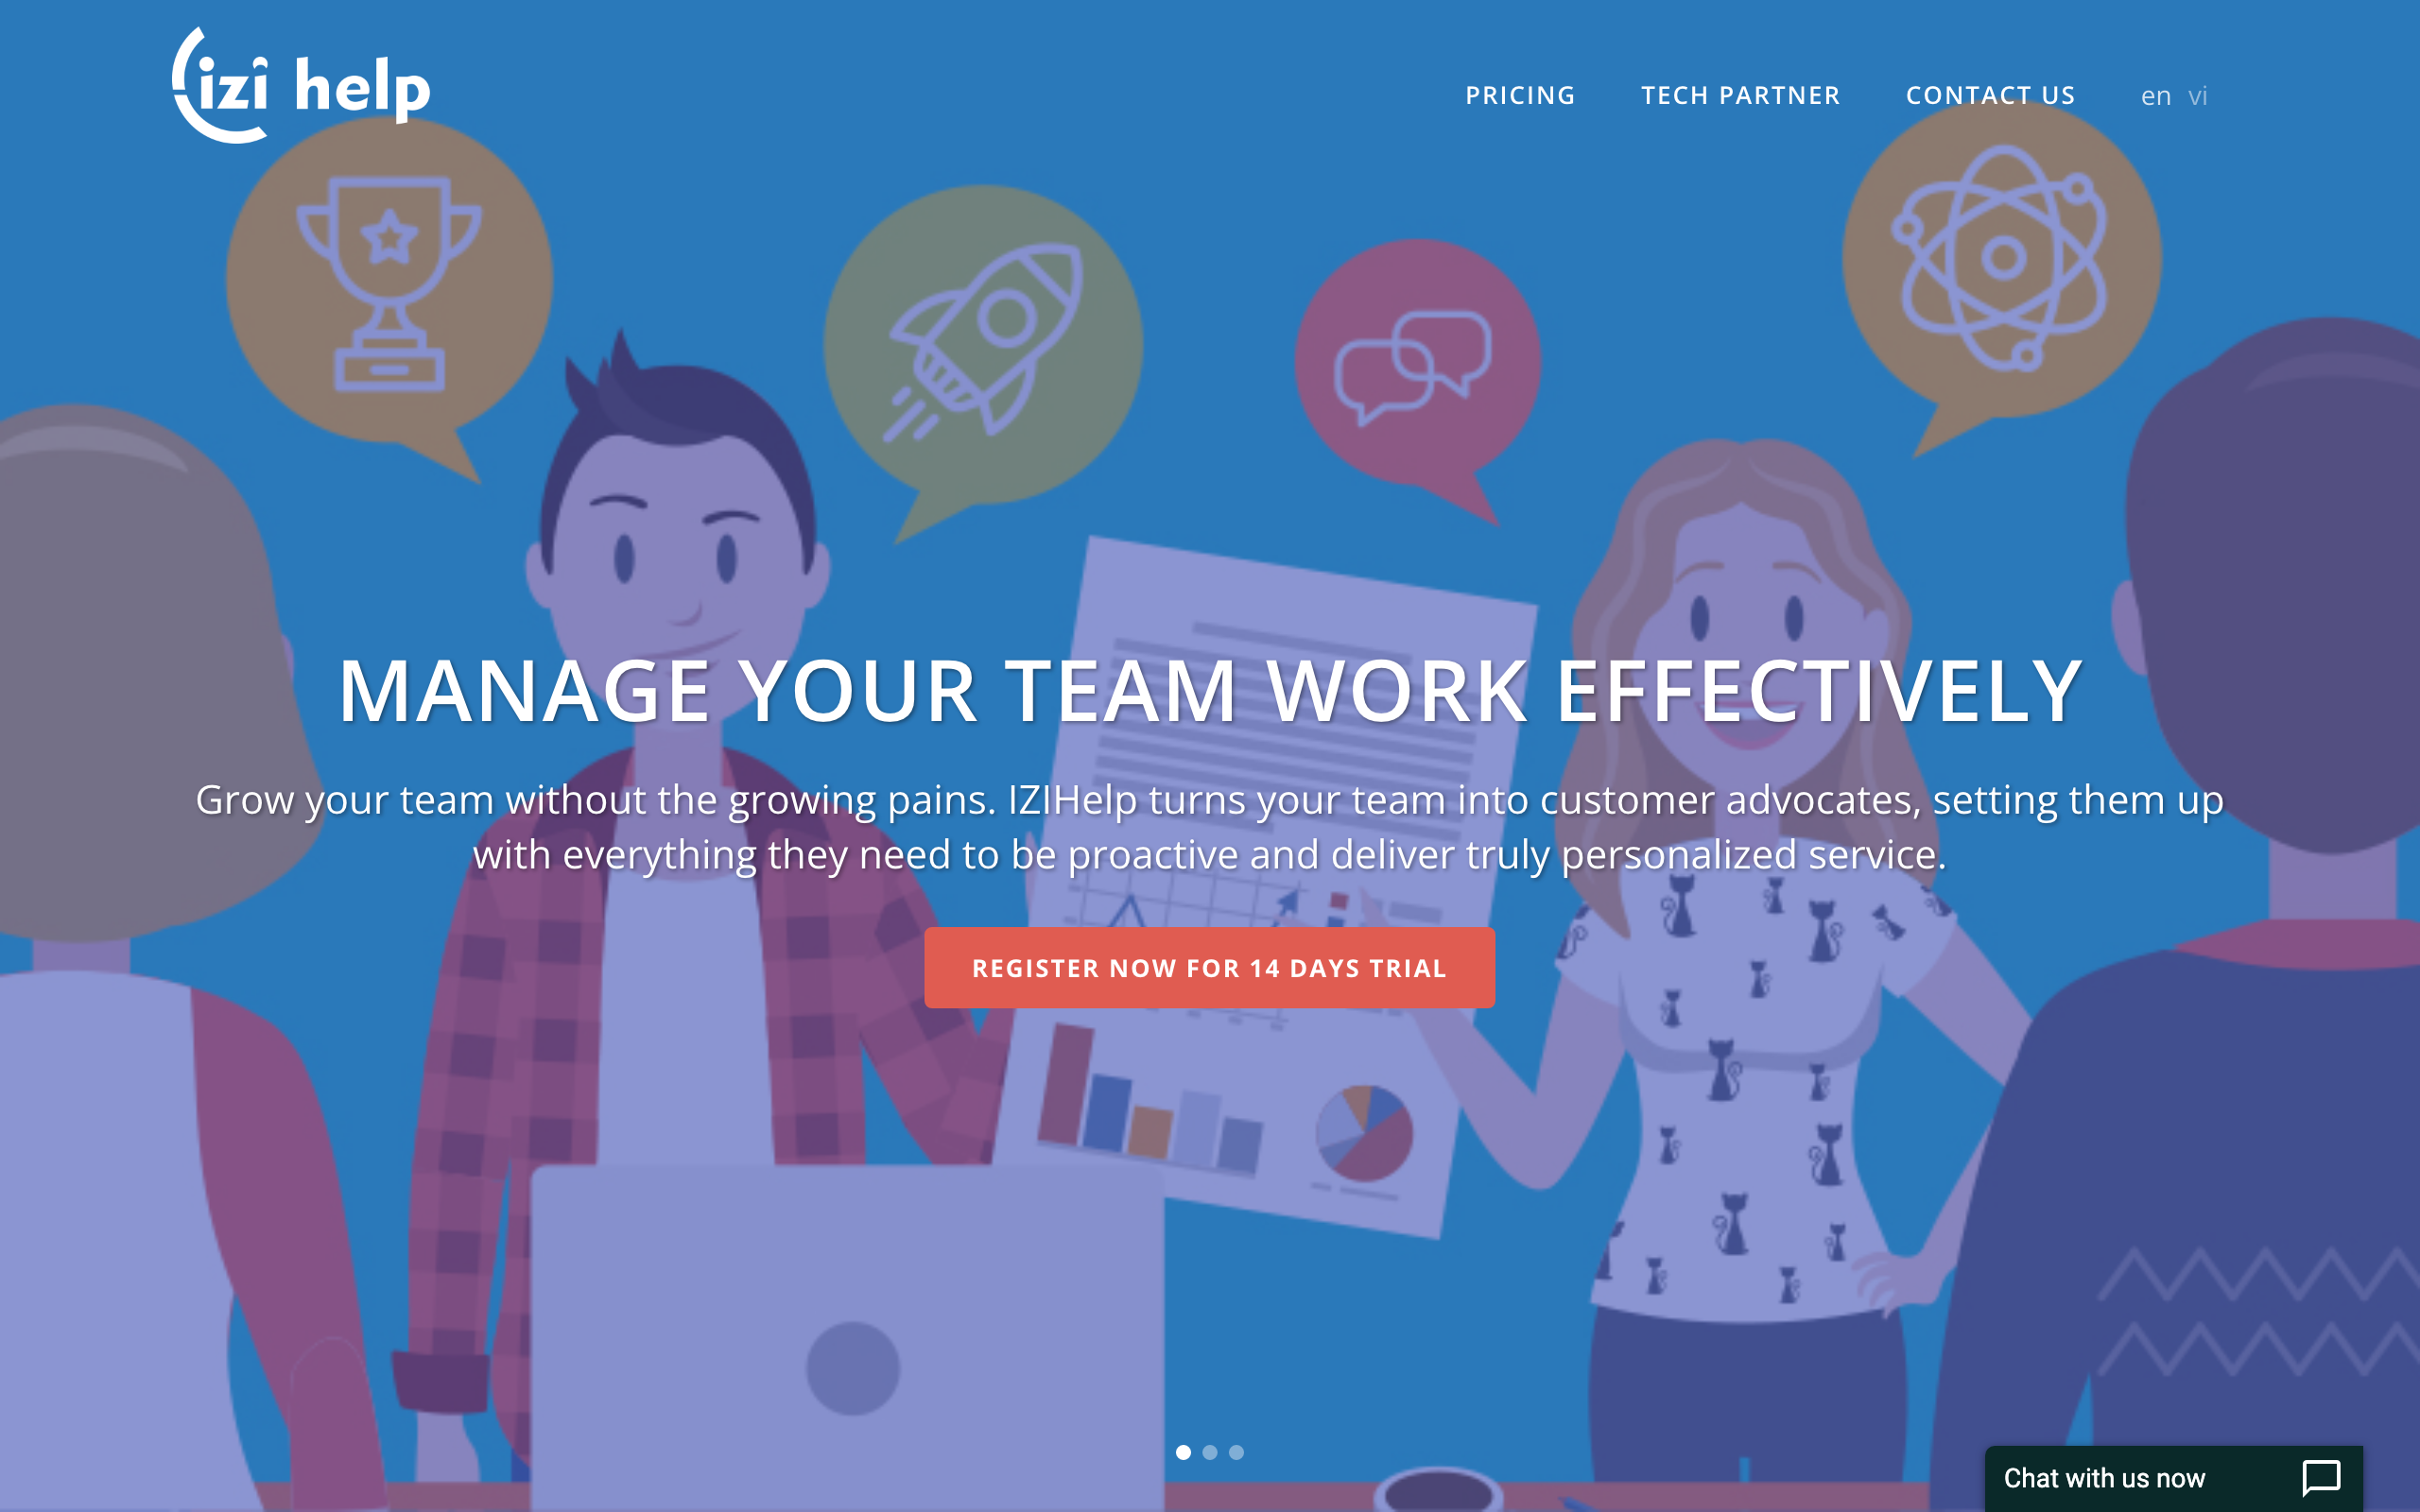 izi help
PRICING TECH PARTNER CONTACT US en vi
MANAGE YOUR TEAM WORK EFFECTIVELY
Grow your team without the growing pains. IZIHelp turns your team into customer advocates, setting them up
with everything they need to be proactive and deliver truly personalized service.
REGISTER NOW FOR 14 DAYS TRIAL
Chat with us now